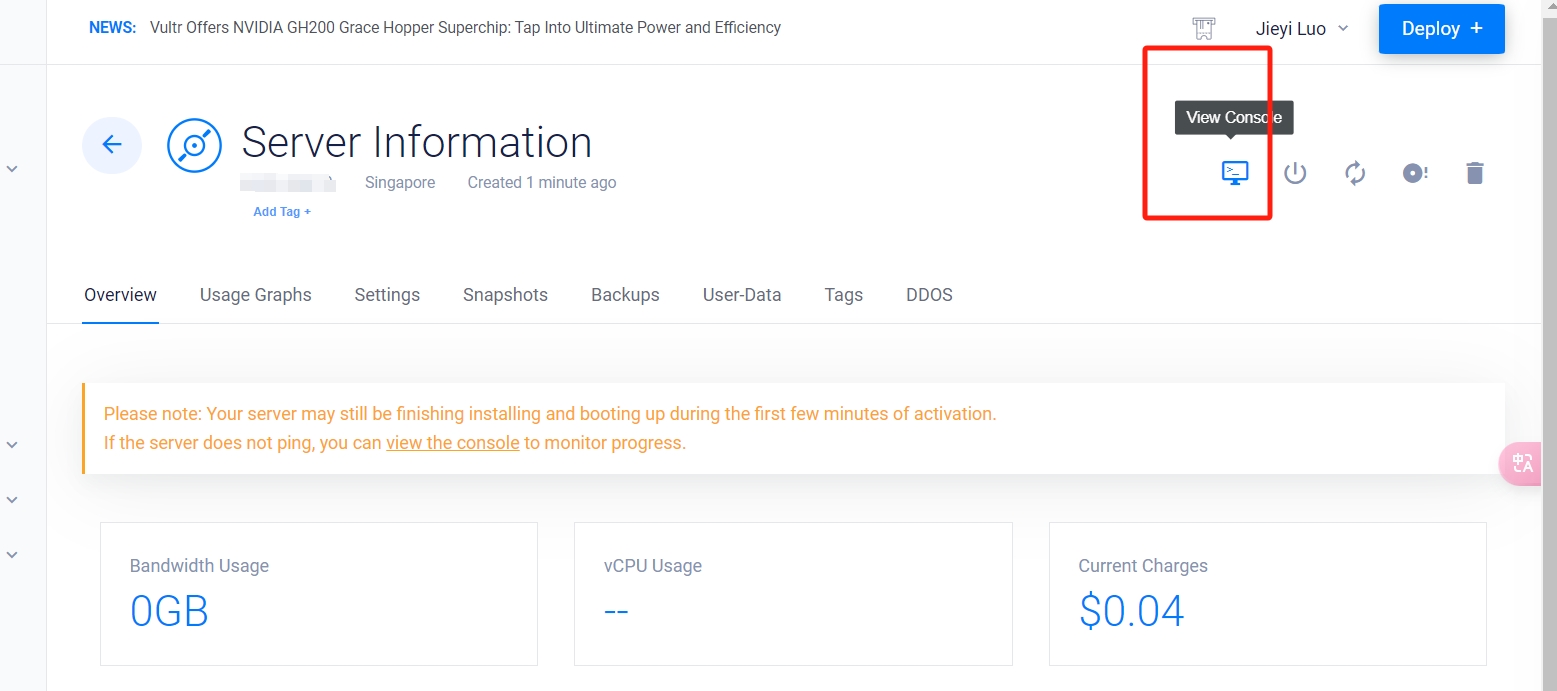 NEWS: Vultr Offers NVIDIA GH200 Grace Hopper Superchip: Tap Into Ultimate Power and Efficiency
Jieyi Luo
Deploy +
View Console
Server Information
Singapore Created 1 minute ago
Add Tag +
Overview Usage Graphs Settings Snapshots Backups User-Data Tags DDOS
Please note: Your server may still be finishing installing and booting up during the first few minutes of activation.
If the server does not ping, you can view the console to monitor progress.
Bandwidth Usage
0GB
vCPU Usage
--
Current Charges
$0.04
中A